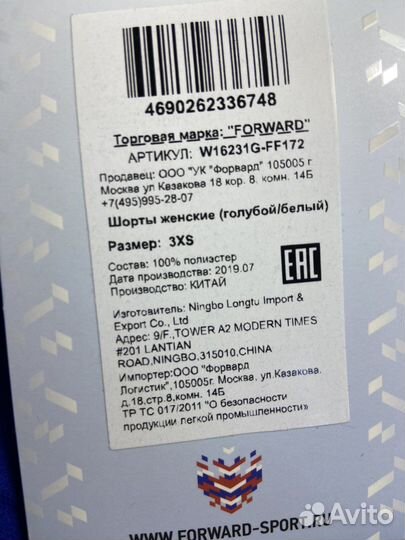 4690262336748
Торговая марка: "FORWARD"
АРТИКУЛ: W16231G-FF172
Продавец: ООО "УК "Форвард" 105005 г
Москва ул Казакова 18 кор. 8. комн. 14Б
+7(495)995-28-07
Шорты женские (голубой/белый)
Размер: 3XS
Состав: 100% полиэстер
Дата производства: 2019.07
Производство: КИТАЙ
EAC
Изготовитель: Ningbo Longtu Import &
Export Co., Ltd
Адрес: 9/F.,TOWER A2 MODERN TIMES
#201 LANTIAN
ROAD.NINGBO.315010.CHINA
Импортер:ООО "Форвард
Логистик",105005г. Москва. ул.Казакова.
д.18.стр.8,комн. 14Б
ТР ТС 017/2011 "О безопасности
продукции легкой промышленности»
WWW.FORWARD-SPORT.RU
Avito